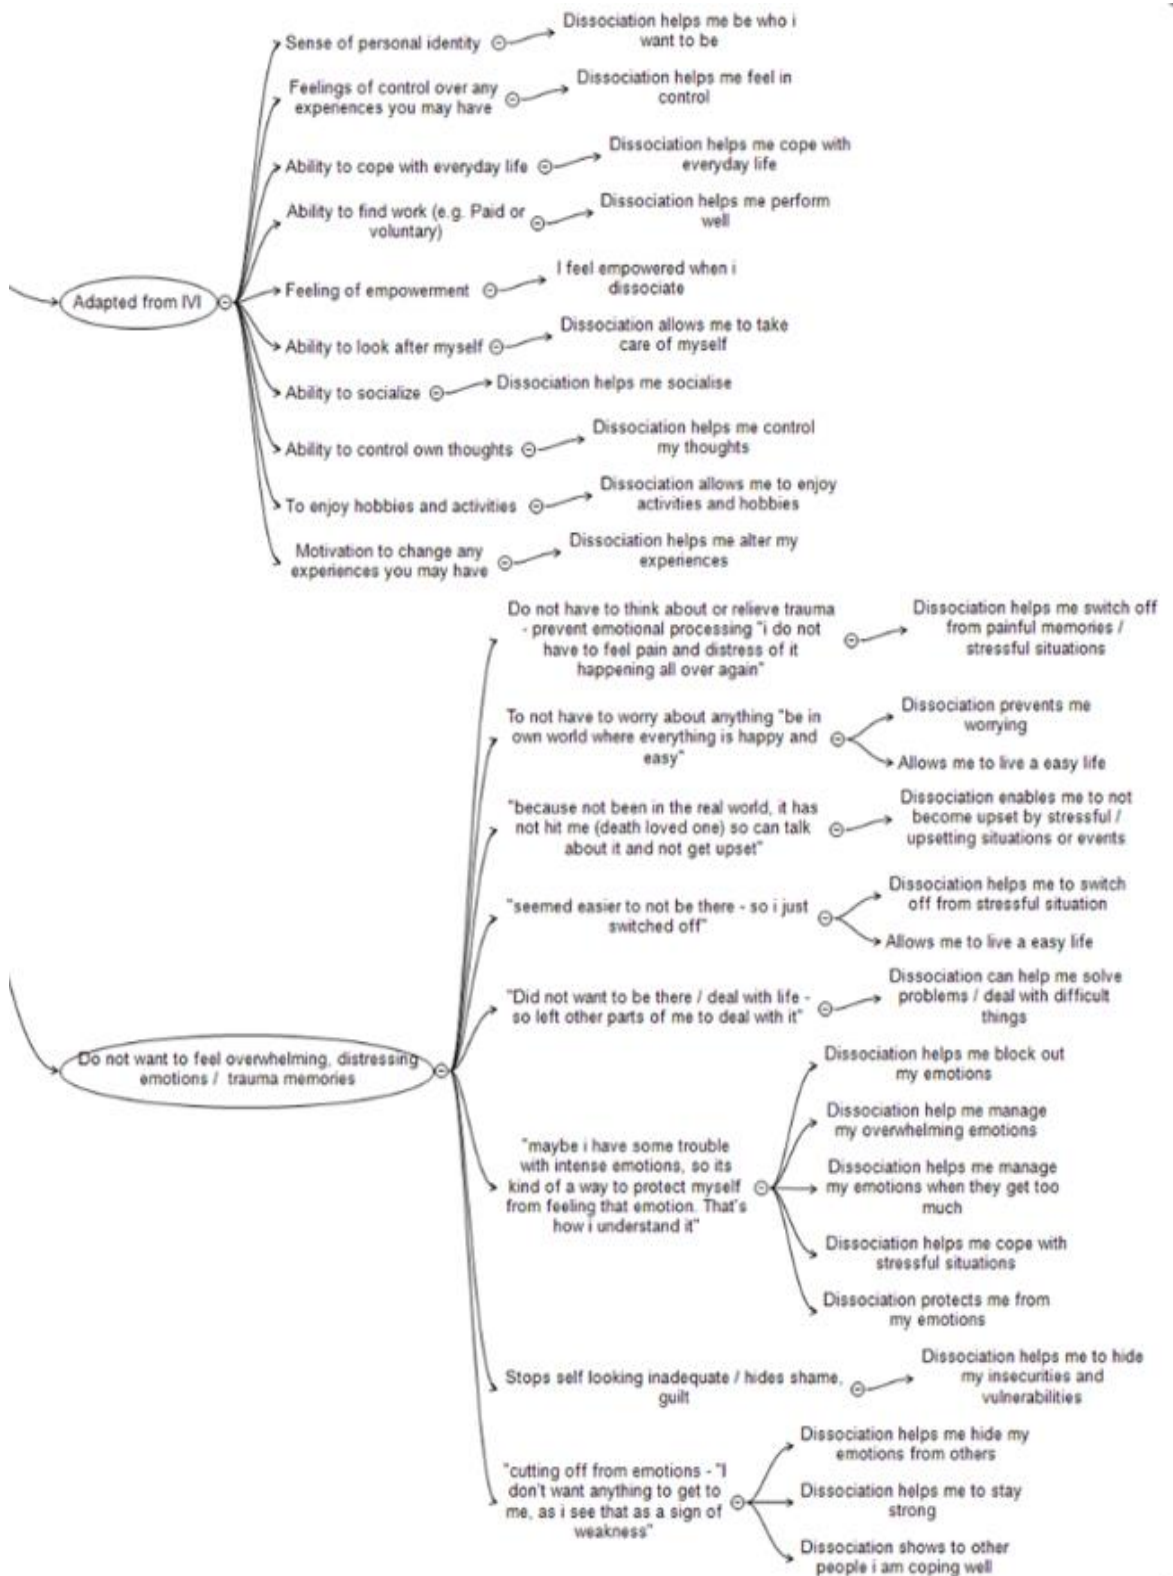 Sense of personal identity
Dissociation helps me be who i
want to be
Feelings of control over any
experiences you may have
Dissociation helps me feel in
control
Ability to cope with everyday life
Dissociation helps me cope with
everyday life
Ability to find work (e.g. Paid or
voluntary)
Dissociation helps me perform
well
Adapted from IVI
Feeling of empowerment
I feel empowered when i
dissociate
Ability to look after myself
Dissociation allows me to take
care of myself
Ability to socialize
Dissociation helps me socialise
Ability to control own thoughts
Dissociation helps me control
my thoughts
To enjoy hobbies and activities
Dissociation allows me to enjoy
activities and hobbies
Motivation to change any
experiences you may have
Dissociation helps me alter my
experiences
Do not want to feel overwhelming, distressing
emotions / trauma memories
Do not have to think about or relieve trauma
- prevent emotional processing "i do not
have to feel pain and distress of it
happening all over again"
Dissociation helps me switch off
from painful memories /
stressful situations
To not have to worry about anything "be in
own world where everything is happy and
easy"
Dissociation prevents me
worrying
Allows me to live a easy life
"because not been in the real world, it has
not hit me (death loved one) so can talk
about it and not get upset"
Dissociation enables me to not
become upset by stressful /
upsetting situations or events
"seemed easier to not be there - so i just
switched off"
Dissociation helps me to switch
off from stressful situation
Allows me to live a easy life
"Did not want to be there / deal with life -
so left other parts of me to deal with it"
Dissociation can help me solve
problems / deal with difficult
things
"maybe i have some trouble
with intense emotions, so its
kind of a way to protect myself
from feeling that emotion. That's
how i understand it"
Dissociation helps me block out
my emotions
Dissociation help me manage
my overwhelming emotions
Dissociation helps me manage
my emotions when they get too
much
Dissociation helps me cope with
stressful situations
Dissociation protects me from
my emotions
Stops self looking inadequate / hides shame,
guilt
Dissociation helps me to hide
my insecurities and
vulnerabilities
"cutting off from emotions - "I
don't want anything to get to
me, as i see that as a sign of
weakness"
Dissociation helps me hide my
emotions from others
Dissociation helps me to stay
strong
Dissociation shows to other
people i am coping well